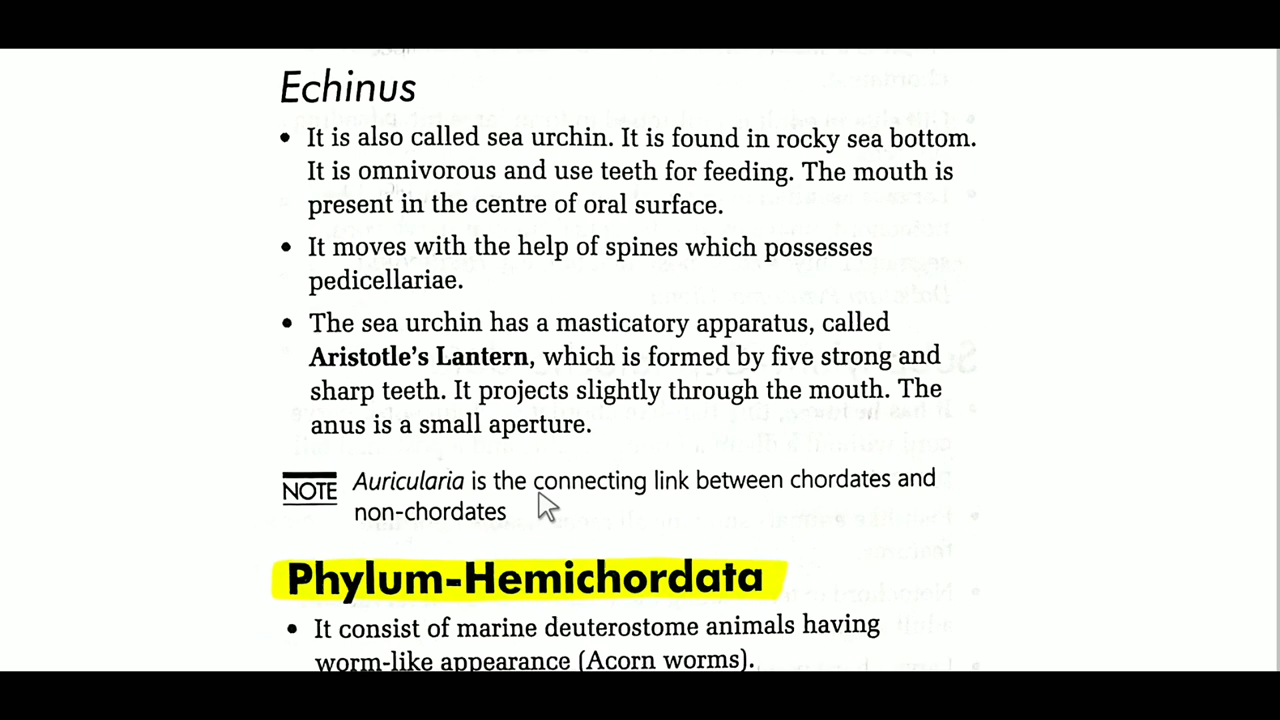 Echinus
• It is also called sea urchin. It is found in rocky sea bottom.
It is omnivorous and use teeth for feeding. The mouth is
present in the centre of oral surface.
• It moves with the help of spines which possesses
pedicellariae.
• The sea urchin has a masticatory apparatus, called
Aristotle's Lantern, which is formed by five strong and
sharp teeth. It projects slightly through the mouth. The
anus is a small aperture.
NOTE Auricularia is the connecting link between chordates and
non-chordates
Phylum-Hemichordata
• It consist of marine deuterostome animals having
worm-like appearance (Acorn worms).